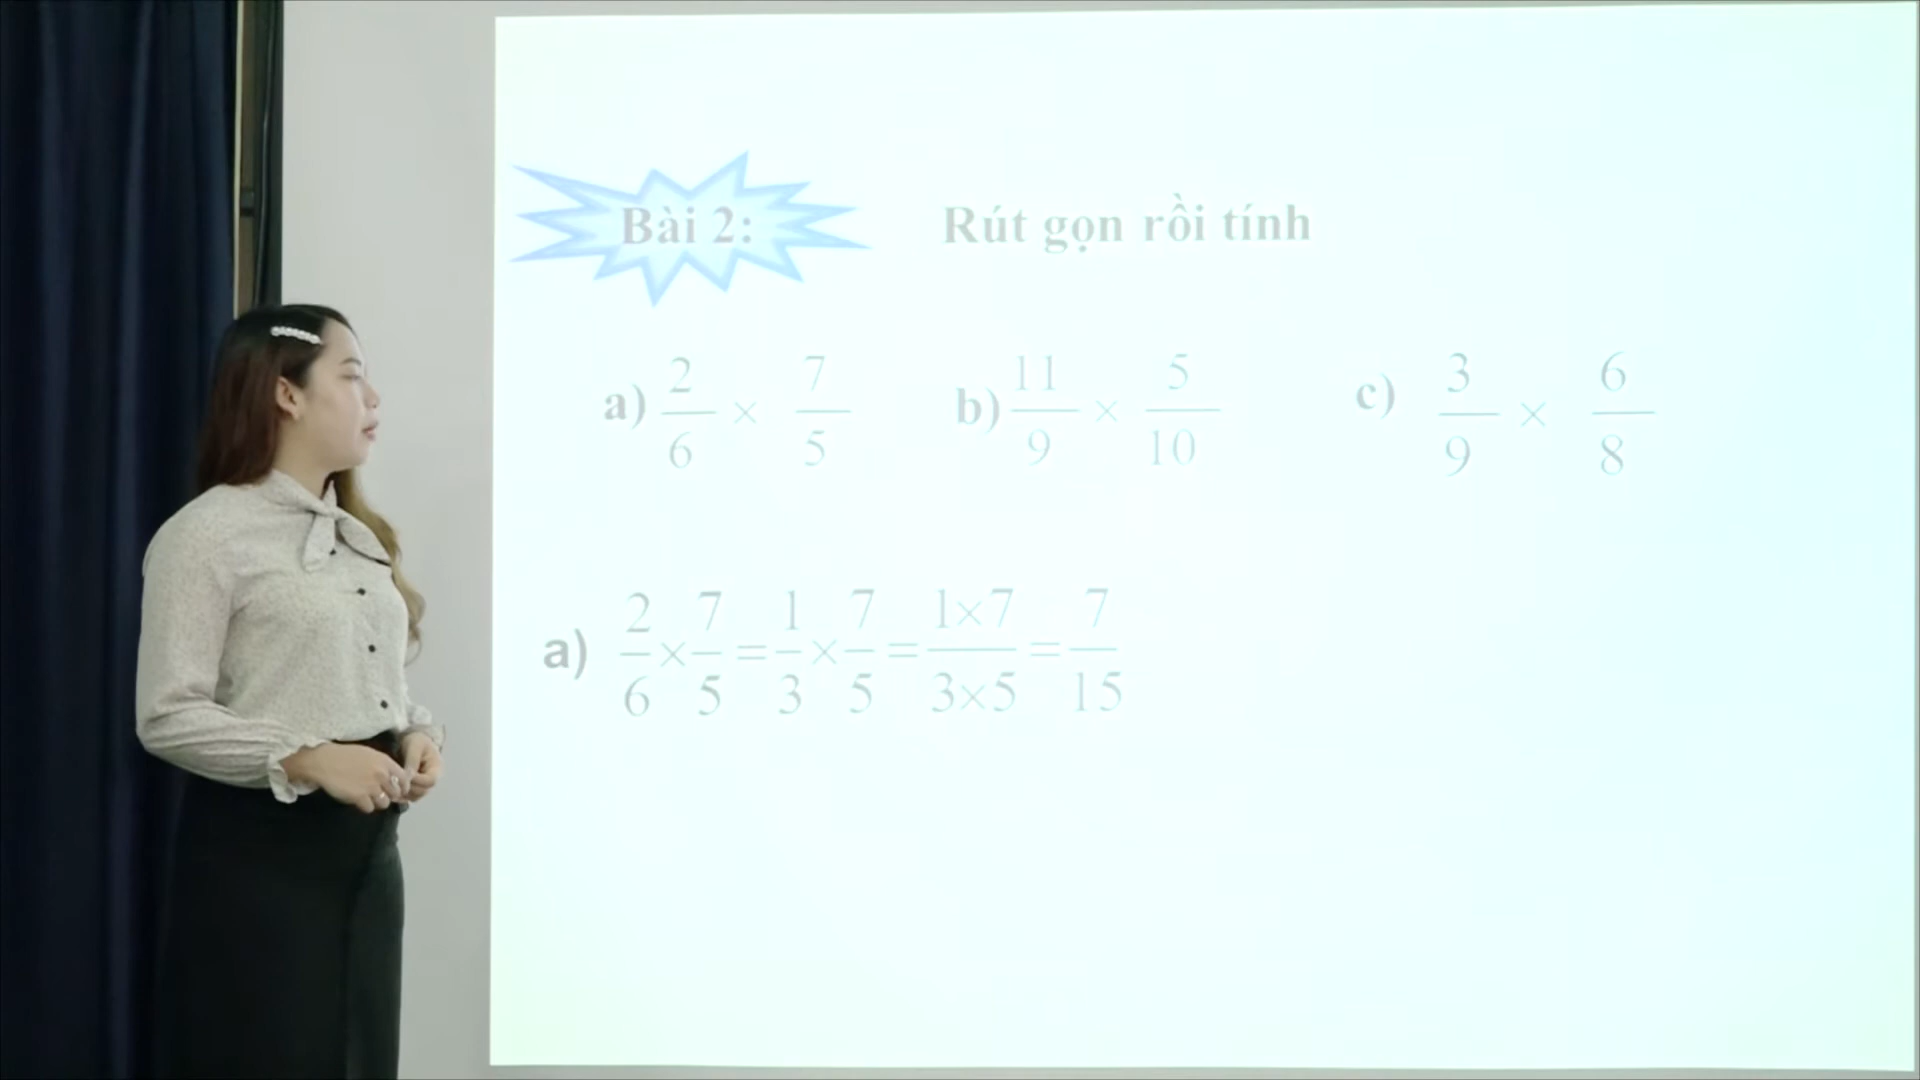 Bài 2: Rút gọn rồi tính
a) 2/6 × 7/5 b) 11/9 × 5/10 c) 3/9 × 6/8
a) 2/6 × 7/5 = 1/3 × 7/5 = 1×7/3×5 = 7/15